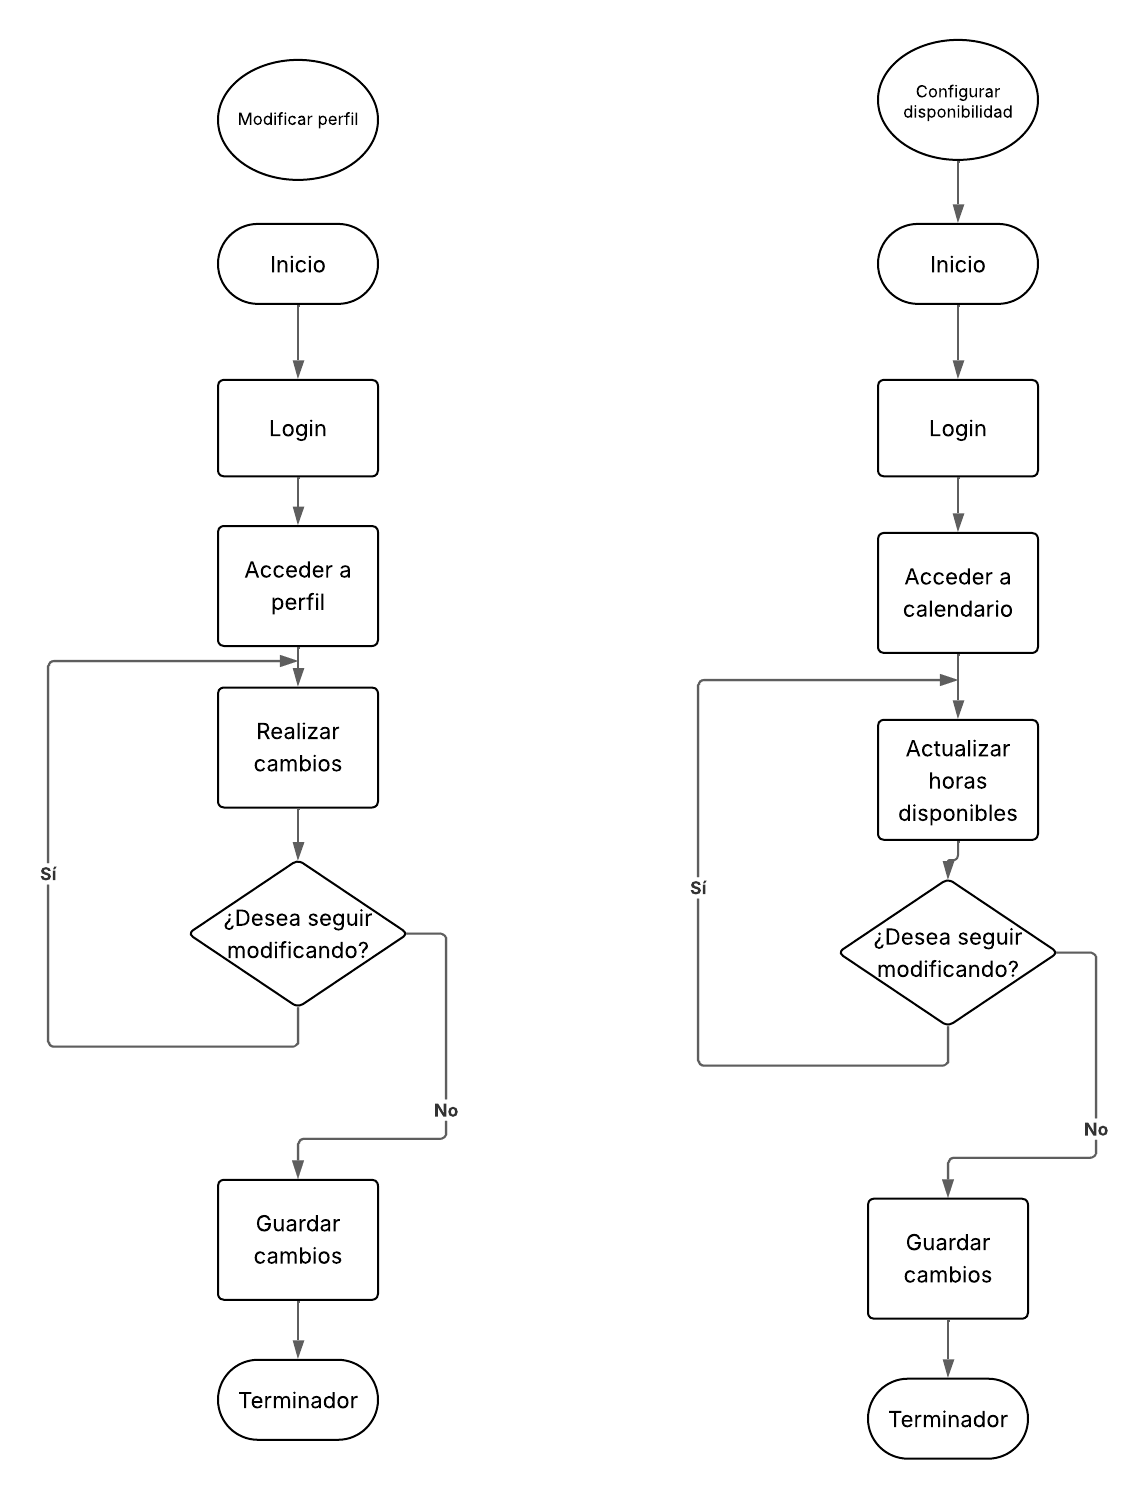 Modificar perfil
Inicio
Login
Acceder a
perfil
Realizar
cambios
¿Desea seguir
modificando?
Sí
No
Guardar
cambios
Terminador
Configurar
disponibilidad
Inicio
Login
Acceder a
calendario
Actualizar
horas
disponibles
¿Desea seguir
modificando?
Sí
No
Guardar
cambios
Terminador